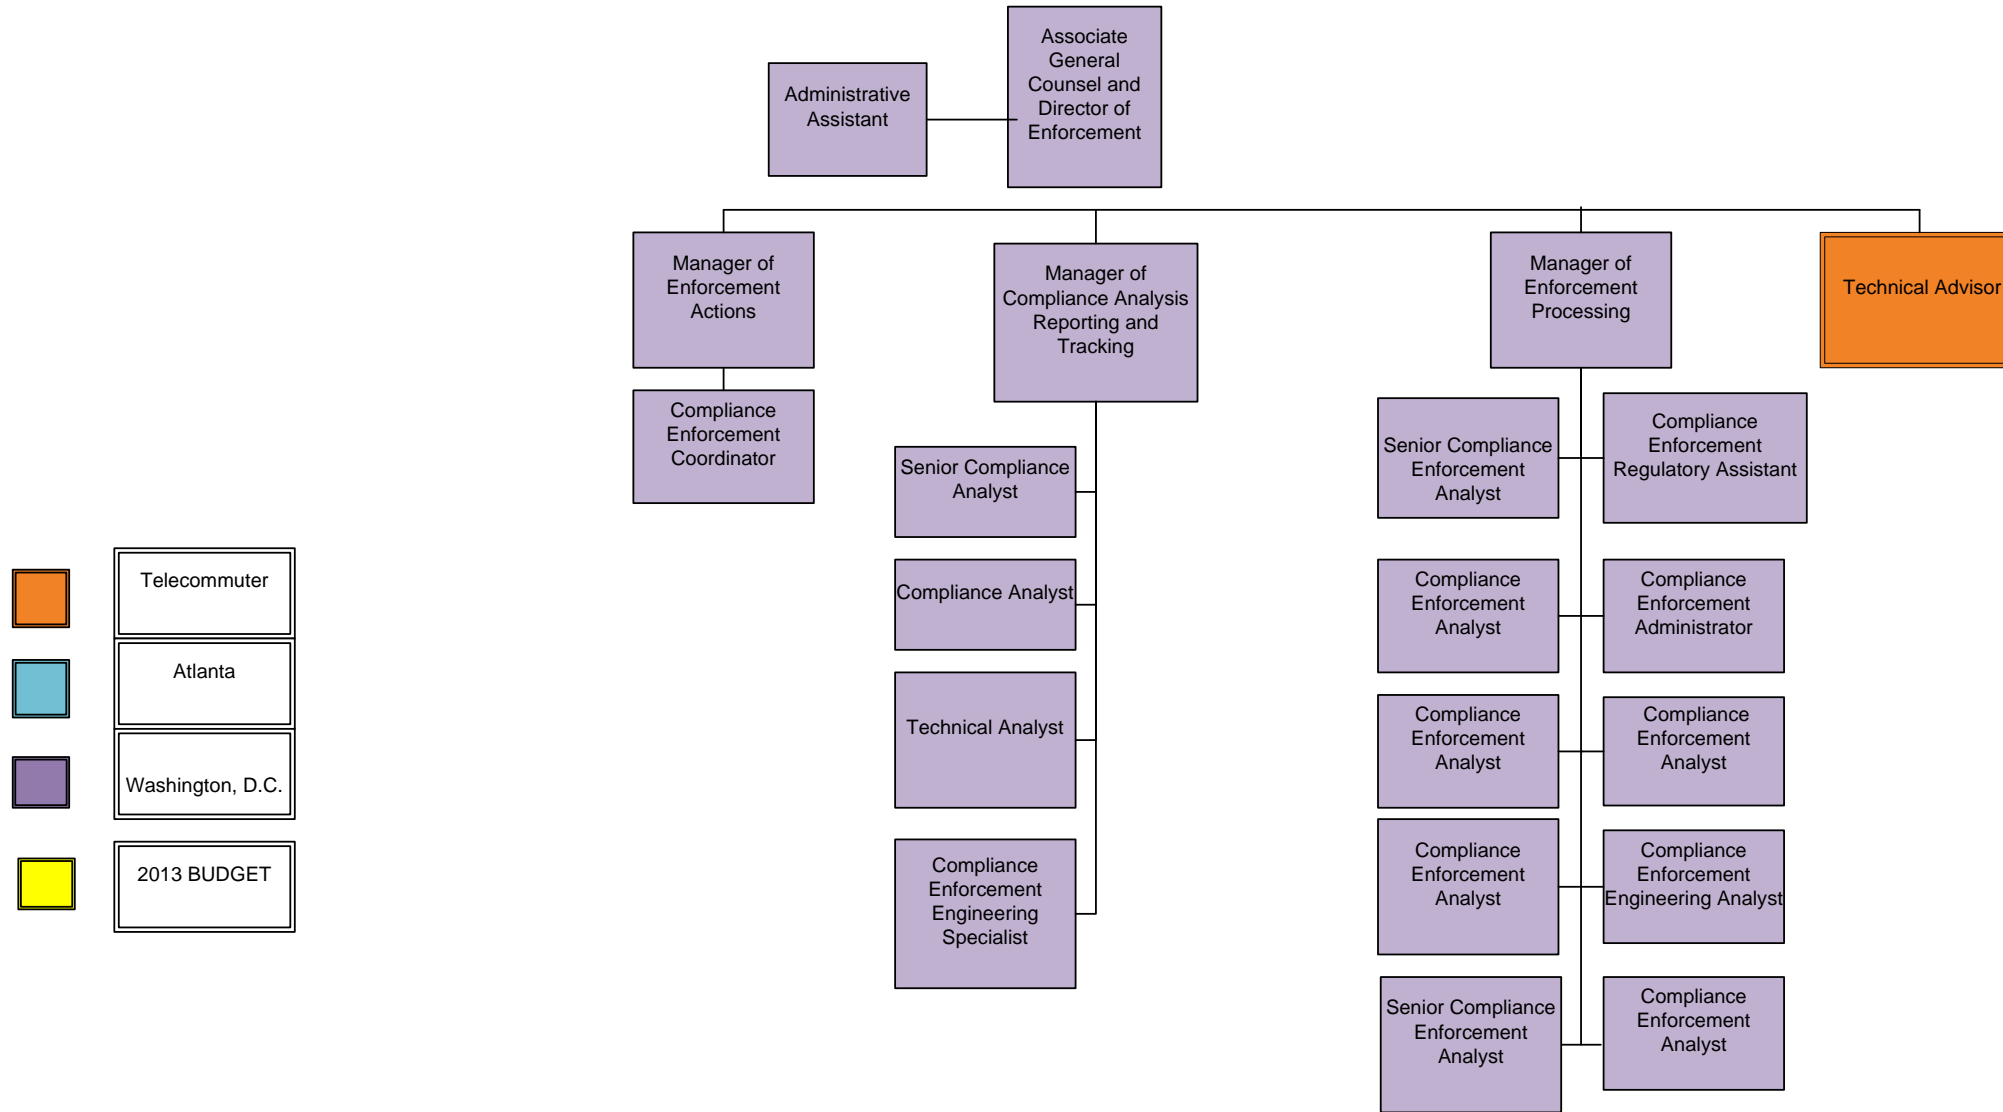 Associate
General
Counsel and
Director of
Enforcement
Administrative
Assistant
Manager of
Enforcement
Actions
Manager of
Compliance Analysis
Reporting and
Tracking
Manager of
Enforcement
Processing
Technical Advisor
Compliance
Enforcement
Coordinator
Senior Compliance
Analyst
Compliance Analyst
Technical Analyst
Compliance
Enforcement
Engineering
Specialist
Senior Compliance
Enforcement
Analyst
Compliance
Enforcement
Regulatory Assistant
Compliance
Enforcement
Analyst
Compliance
Enforcement
Administrator
Compliance
Enforcement
Analyst
Compliance
Enforcement
Analyst
Compliance
Enforcement
Analyst
Compliance
Enforcement
Engineering Analyst
Senior Compliance
Enforcement
Analyst
Compliance
Enforcement
Analyst
Telecommuter
Atlanta
Washington, D.C.
2013 BUDGET